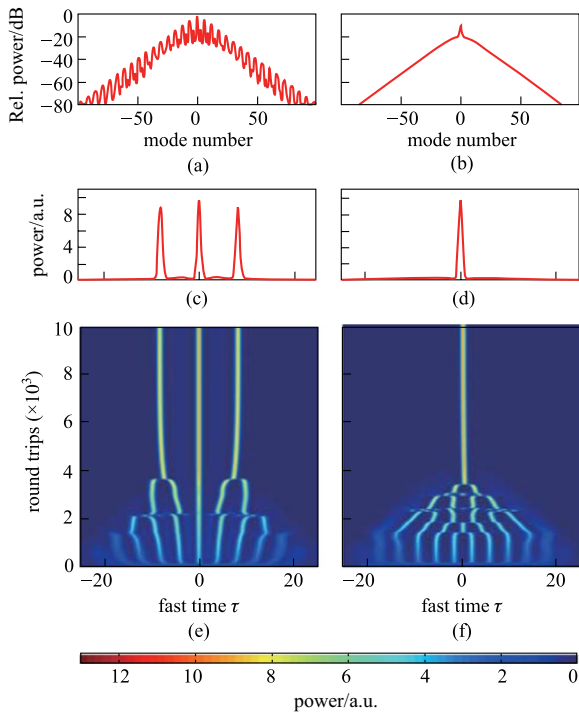 0
−20
−40
−60
−80
Rel. power/dB
−50 0 50
mode number
(a)
−50 0 50
mode number
(b)
8
4
0
power/a.u.
(c)
(d)
10
8
6
4
2
0
round trips (×10³)
−20 0 20
fast time τ
(e)
−20 0 20
fast time τ
(f)
12 10 8 6 4 2 0
power/a.u.